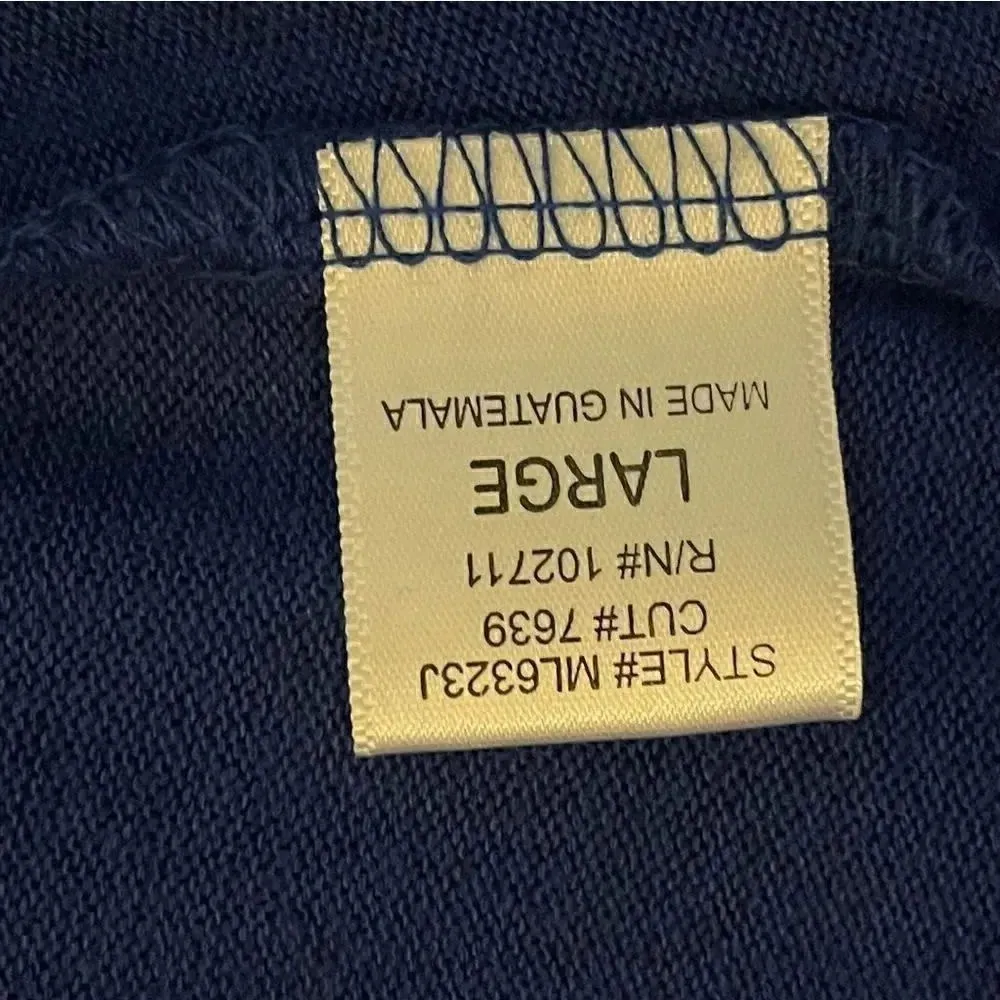 STYLE# ML6323J
CUT# 7639
R/N# 102711
LARGE
MADE IN GUATEMALA